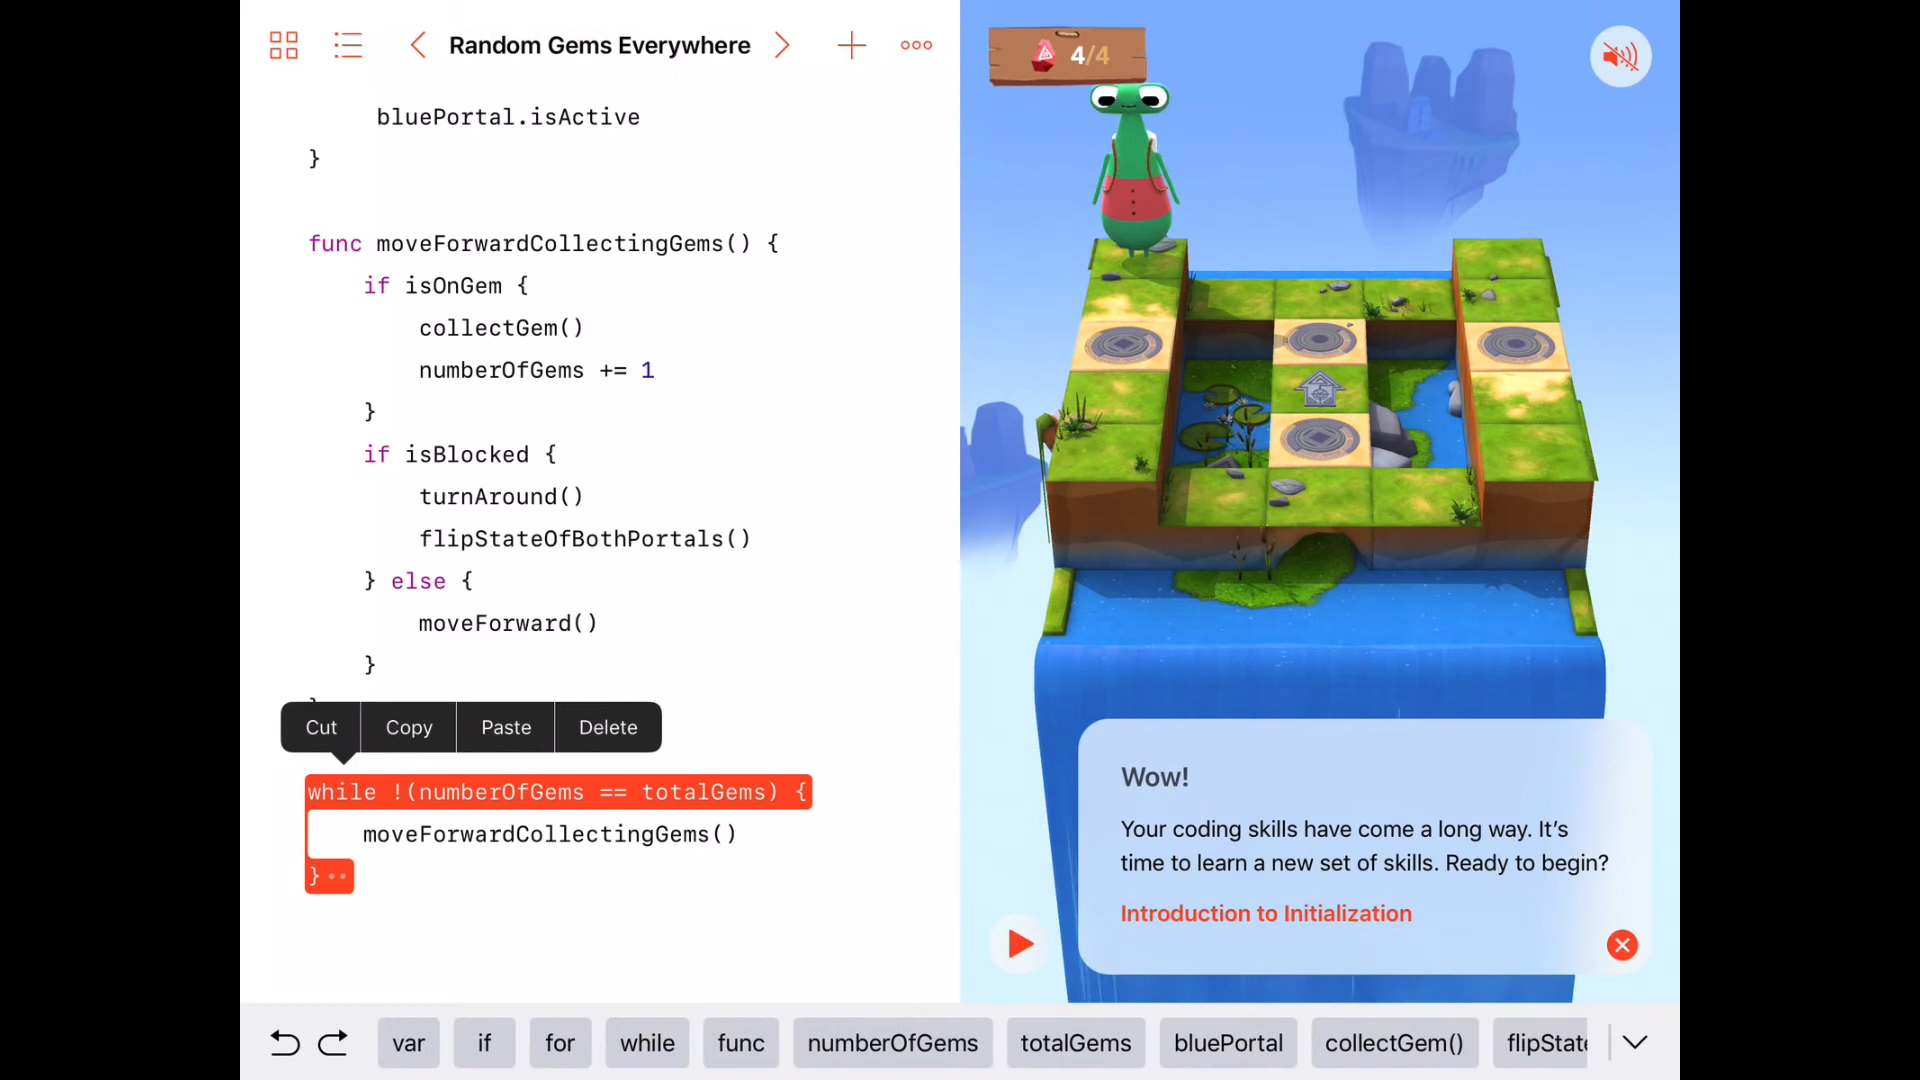 Random Gems Everywhere
bluePortal.isActive
}
func moveForwardCollectingGems() {
if isOnGem {
collectGem()
numberOfGems += 1
}
if isBlocked {
turnAround()
flipStateOfBothPortals()
} else {
moveForward()
}
Cut Copy Paste Delete
while !(numberOfGems == totalGems) {
moveForwardCollectingGems()
}
4/4
Wow!
Your coding skills have come a long way. It’s
time to learn a new set of skills. Ready to begin?
Introduction to Initialization
var if for while func numberOfGems totalGems bluePortal collectGem() flipState